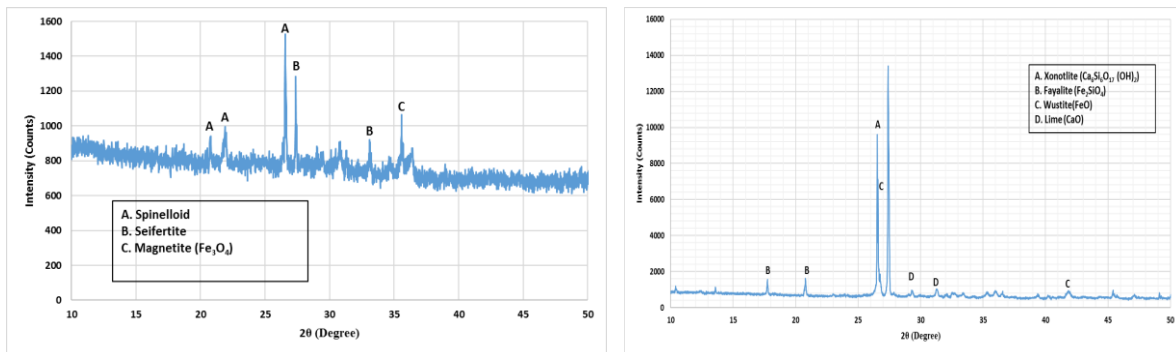 1600
1400
1200
1000
800
600
400
200
0
Intensity (Counts)
A
B
A
A
B
C
A. Spinelloid
B. Seifertite
C. Magnetite (Fe₃O₄)
10 15 20 25 30 35 40 45 50
2θ (Degree)
16000
14000
12000
10000
8000
6000
4000
2000
0
Intensity (Counts)
A
C
B B D D C
A. Xonotlite (Ca₆Si₆O₁₇ (OH)₂)
B. Fayalite (Fe₂SiO₄)
C. Wustite(FeO)
D. Lime (CaO)
10 15 20 25 30 35 40 45 50
2θ (Degree)